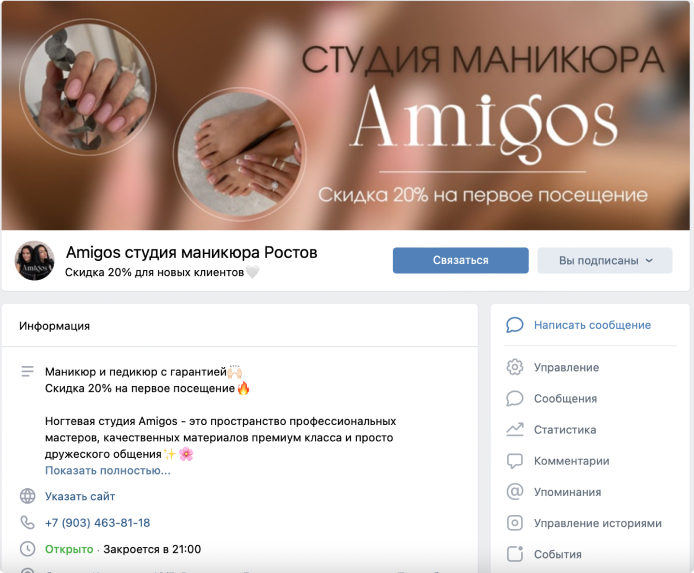 СТУДИЯ МАНИКЮРА
Amigos
Скидка 20% на первое посещение
Amigos студия маникюра Ростов
Скидка 20% для новых клиентов🤍
Связаться
Вы подписаны
Amigos
Информация
Маникюр и педикюр с гарантией🙌🏻
Скидка 20% на первое посещение🔥
Ногтевая студия Amigos - это пространство профессиональных
мастеров, качественных материалов премиум класса и просто
дружеского общения✨🌸
Показать полностью...
Указать сайт
+7 (903) 463-81-18
Открыто · Закроется в 21:00
Написать сообщение
Управление
Сообщения
Статистика
Комментарии
Упоминания
Управление историями
События